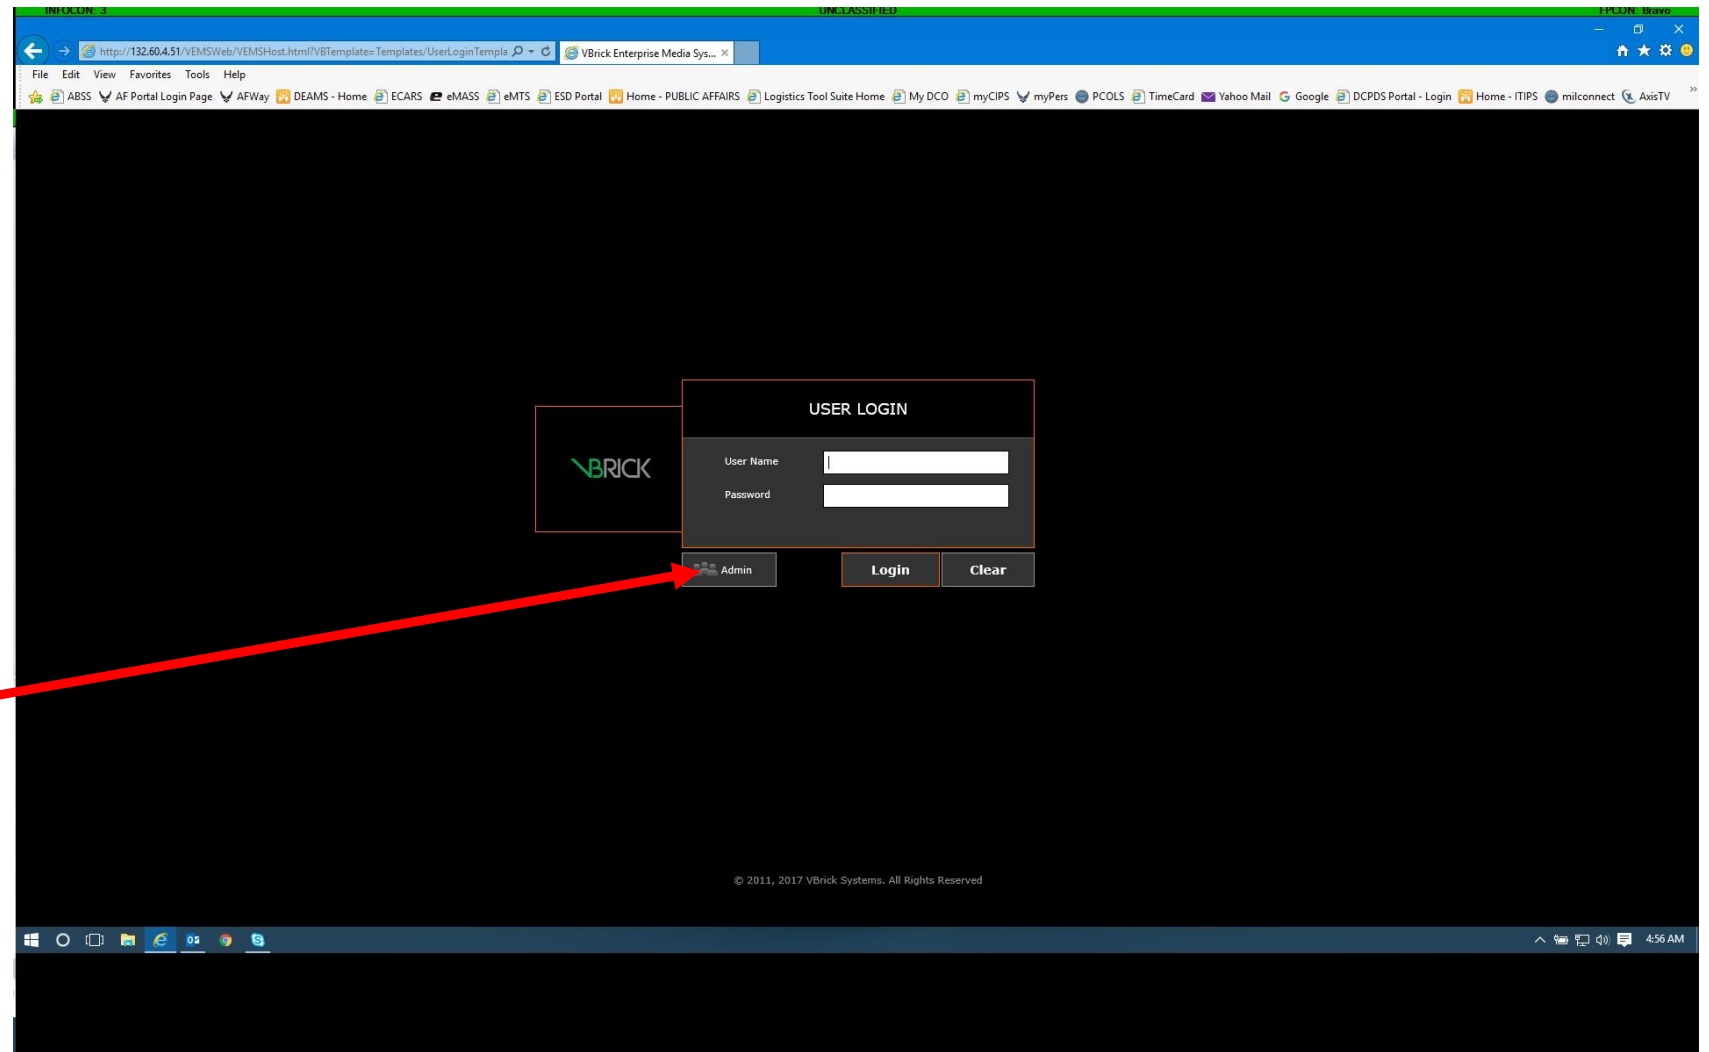 INFOCON: 3 UNCLASSIFIED FPCON: Bravo
http://132.60.4.51/VEMSWeb/VEMSHost.html?VBTemplate=Templates/UserLoginTempla VBrick Enterprise Media Sys...
File Edit View Favorites Tools Help
ABSS AF Portal Login Page AFWay DEAMS - Home ECARS eMASS eMTS ESD Portal Home - PUBLIC AFFAIRS Logistics Tool Suite Home My DCO myCIPS myPers PCOLS TimeCard Yahoo Mail Google DCPDS Portal - Login Home - ITIPS milconnect AxisTV
USER LOGIN
VBRICK
User Name
Password
Admin Login Clear
© 2011, 2017 VBrick Systems. All Rights Reserved
4:56 AM